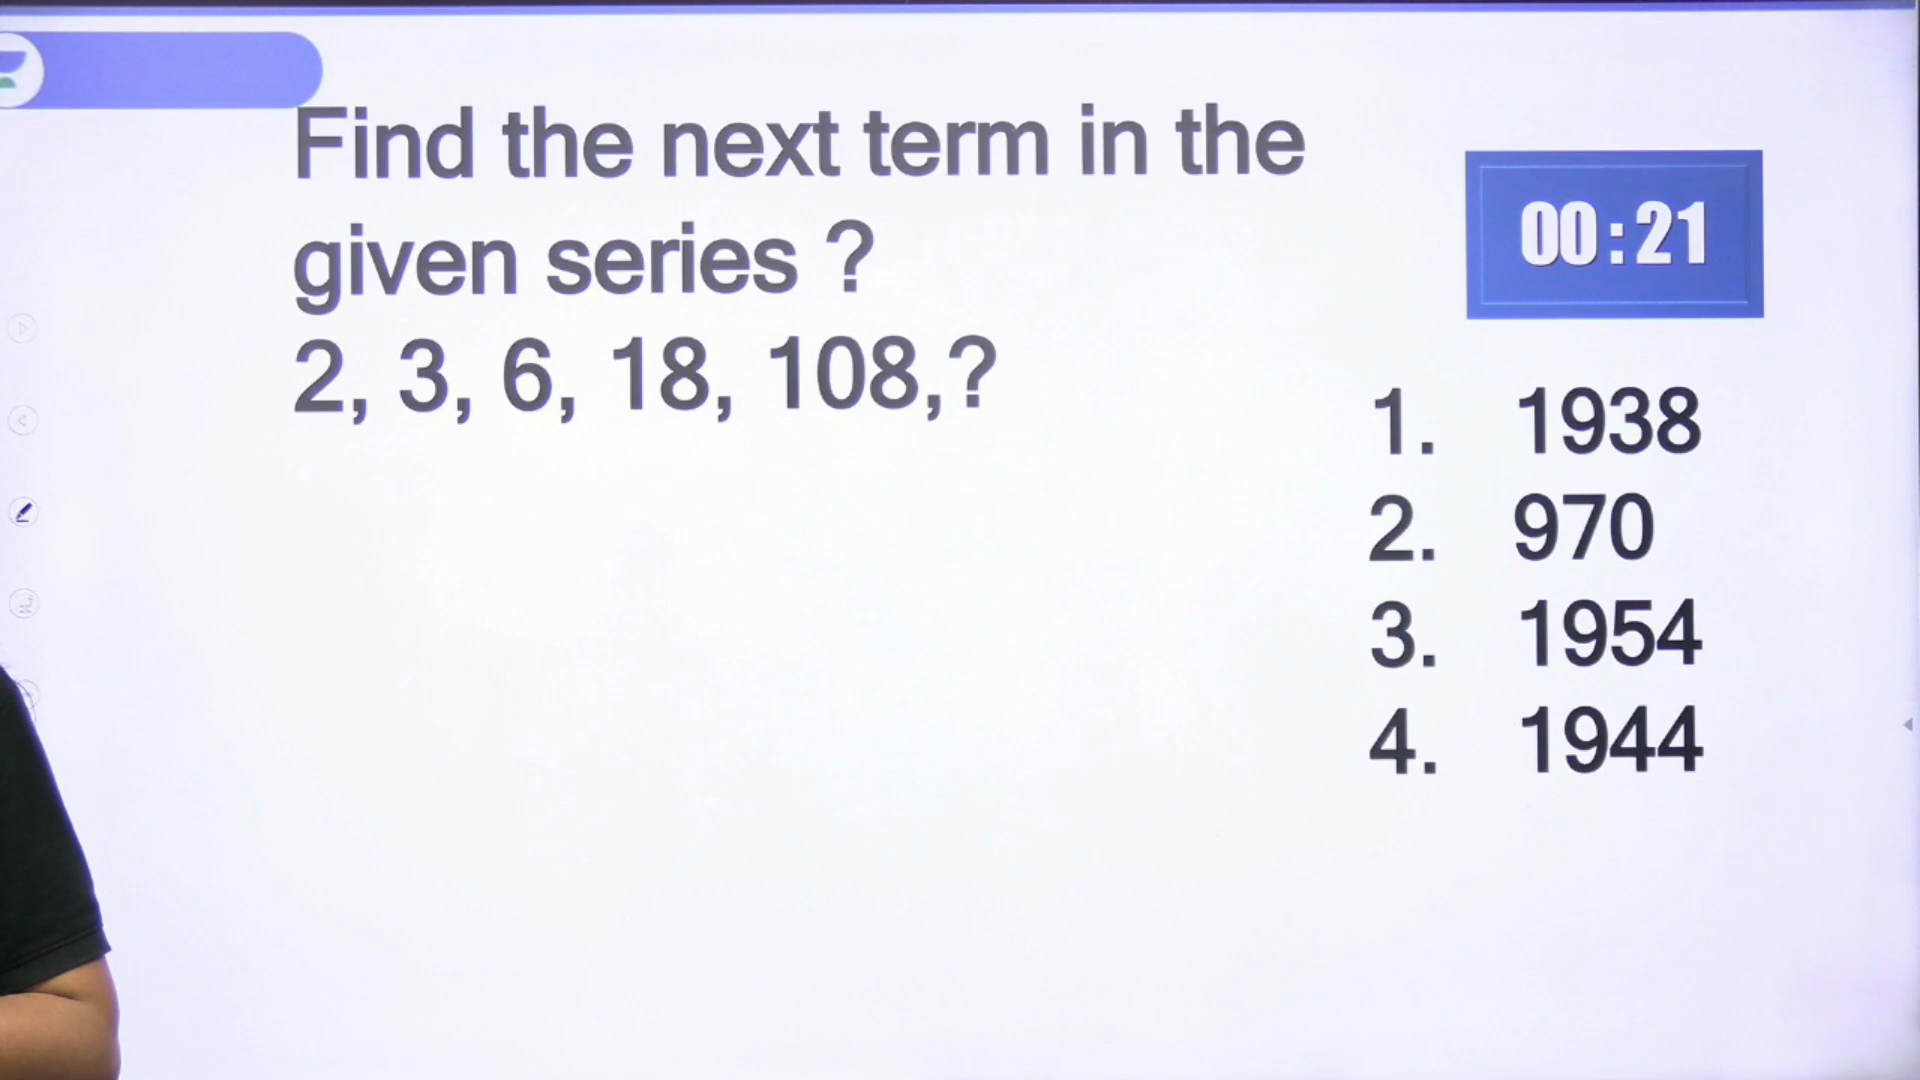 Find the next term in the
given series ?
2, 3, 6, 18, 108,?
00:21
1. 1938
2. 970
3. 1954
4. 1944